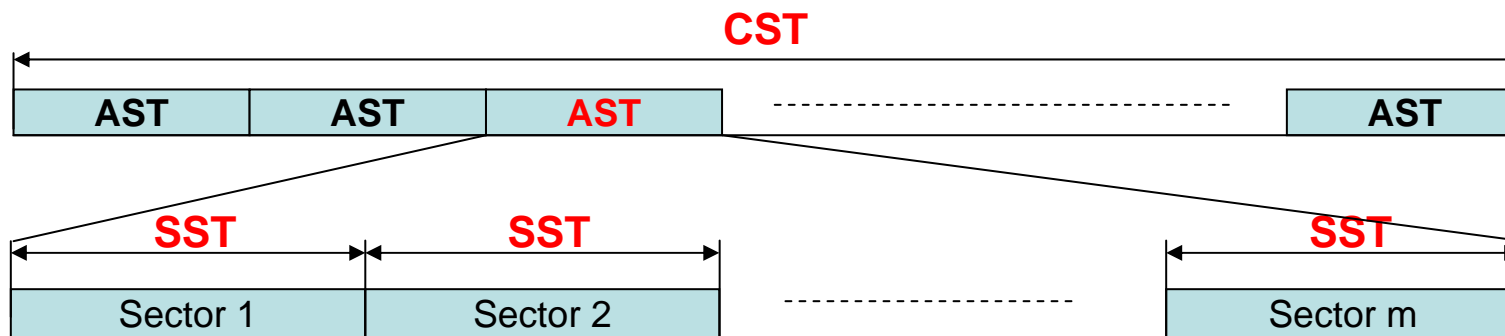 CST
AST AST AST AST
SST SST SST
Sector 1 Sector 2 Sector m